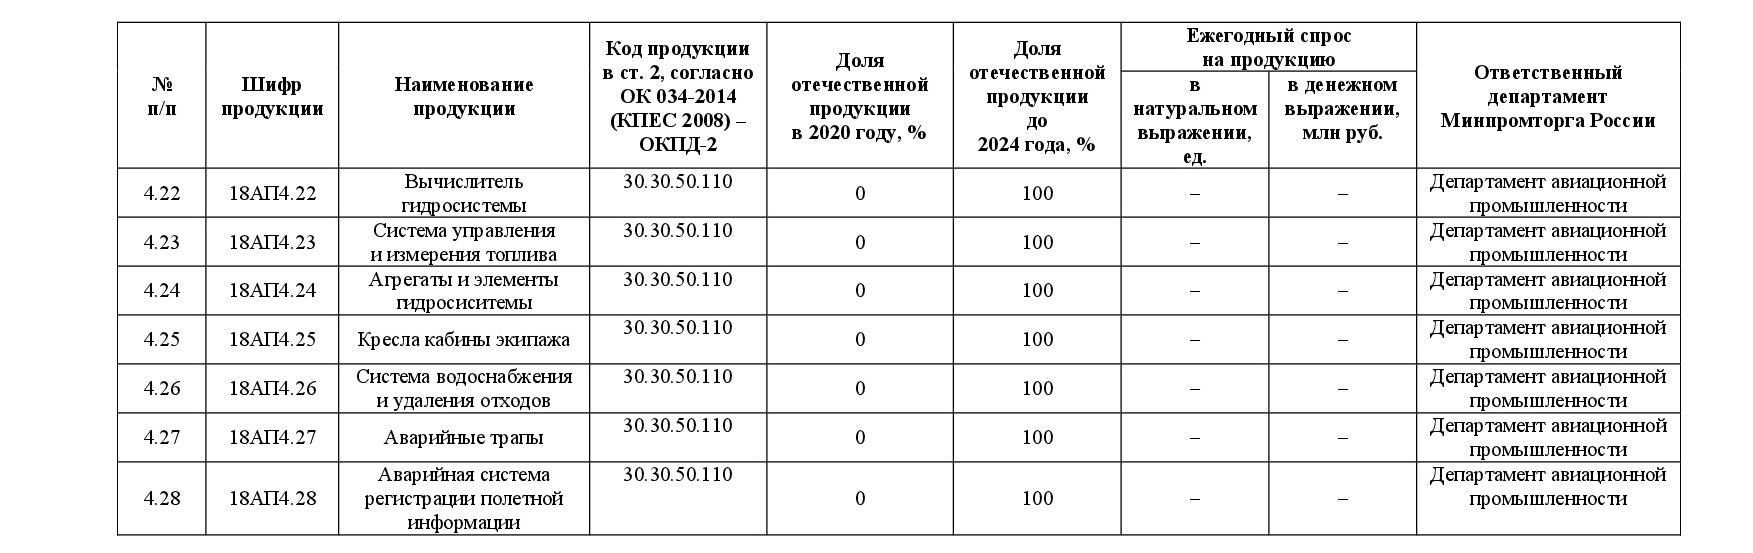 №
п/п
Шифр
продукции
Наименование
продукции
Код продукции
в ст. 2, согласно
ОК 034-2014
(КПЕС 2008) –
ОКПД-2
Доля
отечественной
продукции
в 2020 году, %
Доля
отечественной
продукции
до
2024 года, %
Ежегодный спрос
на продукцию
в
натуральном
выражении,
ед.
в денежном
выражении,
млн руб.
Ответственный
департамент
Минпромторга России
4.22
18АП4.22
Вычислитель
гидросистемы
30.30.50.110
0
100
–
–
Департамент авиационной
промышленности
4.23
18АП4.23
Система управления
и измерения топлива
30.30.50.110
0
100
–
–
Департамент авиационной
промышленности
4.24
18АП4.24
Агрегаты и элементы
гидросиситемы
30.30.50.110
0
100
–
–
Департамент авиационной
промышленности
4.25
18АП4.25
Кресла кабины экипажа
30.30.50.110
0
100
–
–
Департамент авиационной
промышленности
4.26
18АП4.26
Система водоснабжения
и удаления отходов
30.30.50.110
0
100
–
–
Департамент авиационной
промышленности
4.27
18АП4.27
Аварийные трапы
30.30.50.110
0
100
–
–
Департамент авиационной
промышленности
4.28
18АП4.28
Аварийная система
регистрации полетной
информации
30.30.50.110
0
100
–
–
Департамент авиационной
промышленности